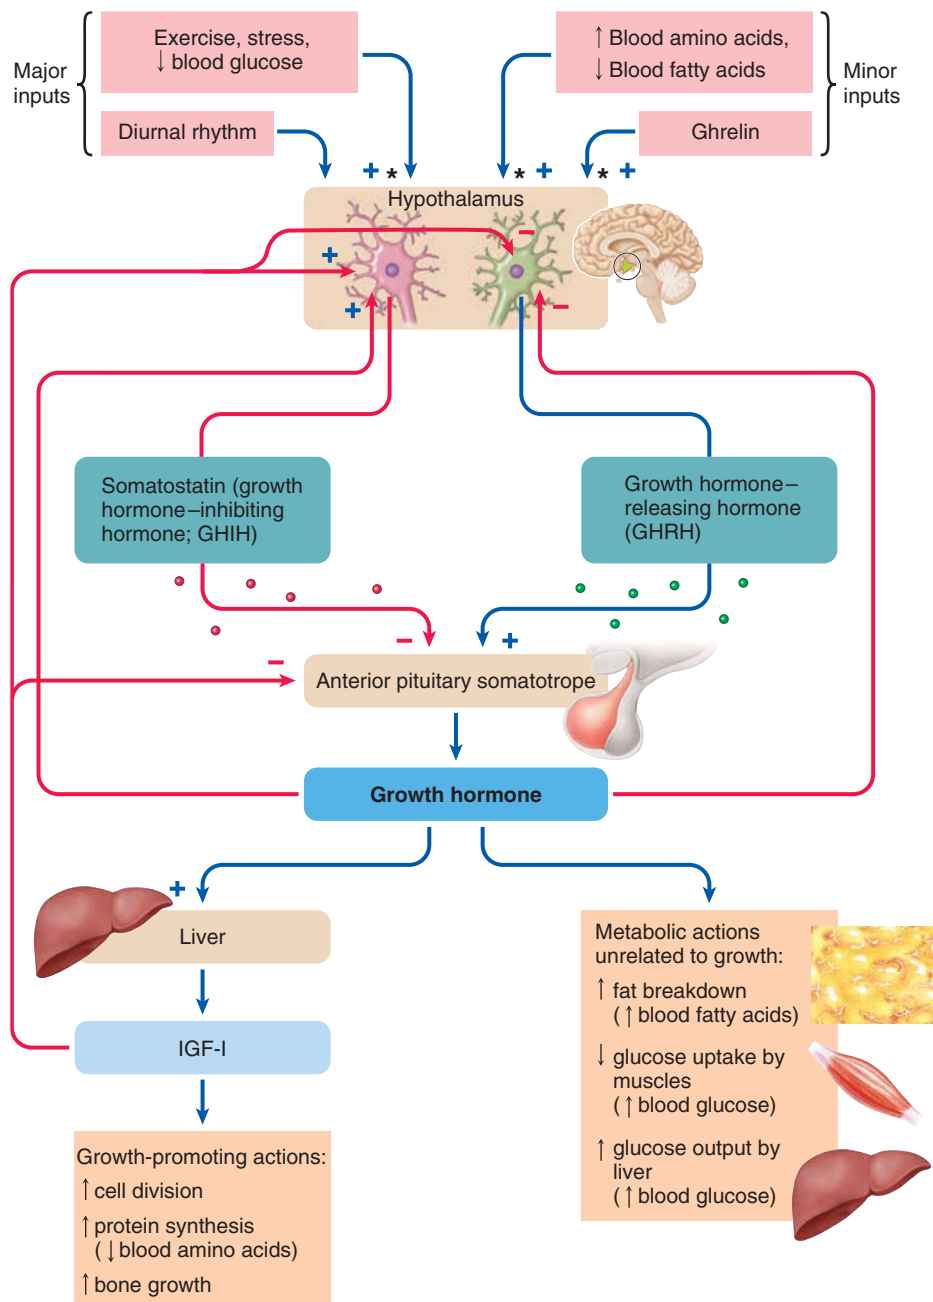 Major
inputs
Exercise, stress,
↓ blood glucose
Diurnal rhythm
↑ Blood amino acids,
↓ Blood fatty acids
Ghrelin
Minor
inputs
+ *
* +
* +
Hypothalamus
+
−
+
−
Somatostatin (growth
hormone–inhibiting
hormone; GHIH)
Growth hormone–
releasing hormone
(GHRH)
−
+
−
Anterior pituitary somatotrope
Growth hormone
+
Liver
IGF-I
Growth-promoting actions:
↑ cell division
↑ protein synthesis
(↓ blood amino acids)
↑ bone growth
Metabolic actions
unrelated to growth:
↑ fat breakdown
(↑ blood fatty acids)
↓ glucose uptake by
muscles
(↑ blood glucose)
↑ glucose output by
liver
(↑ blood glucose)